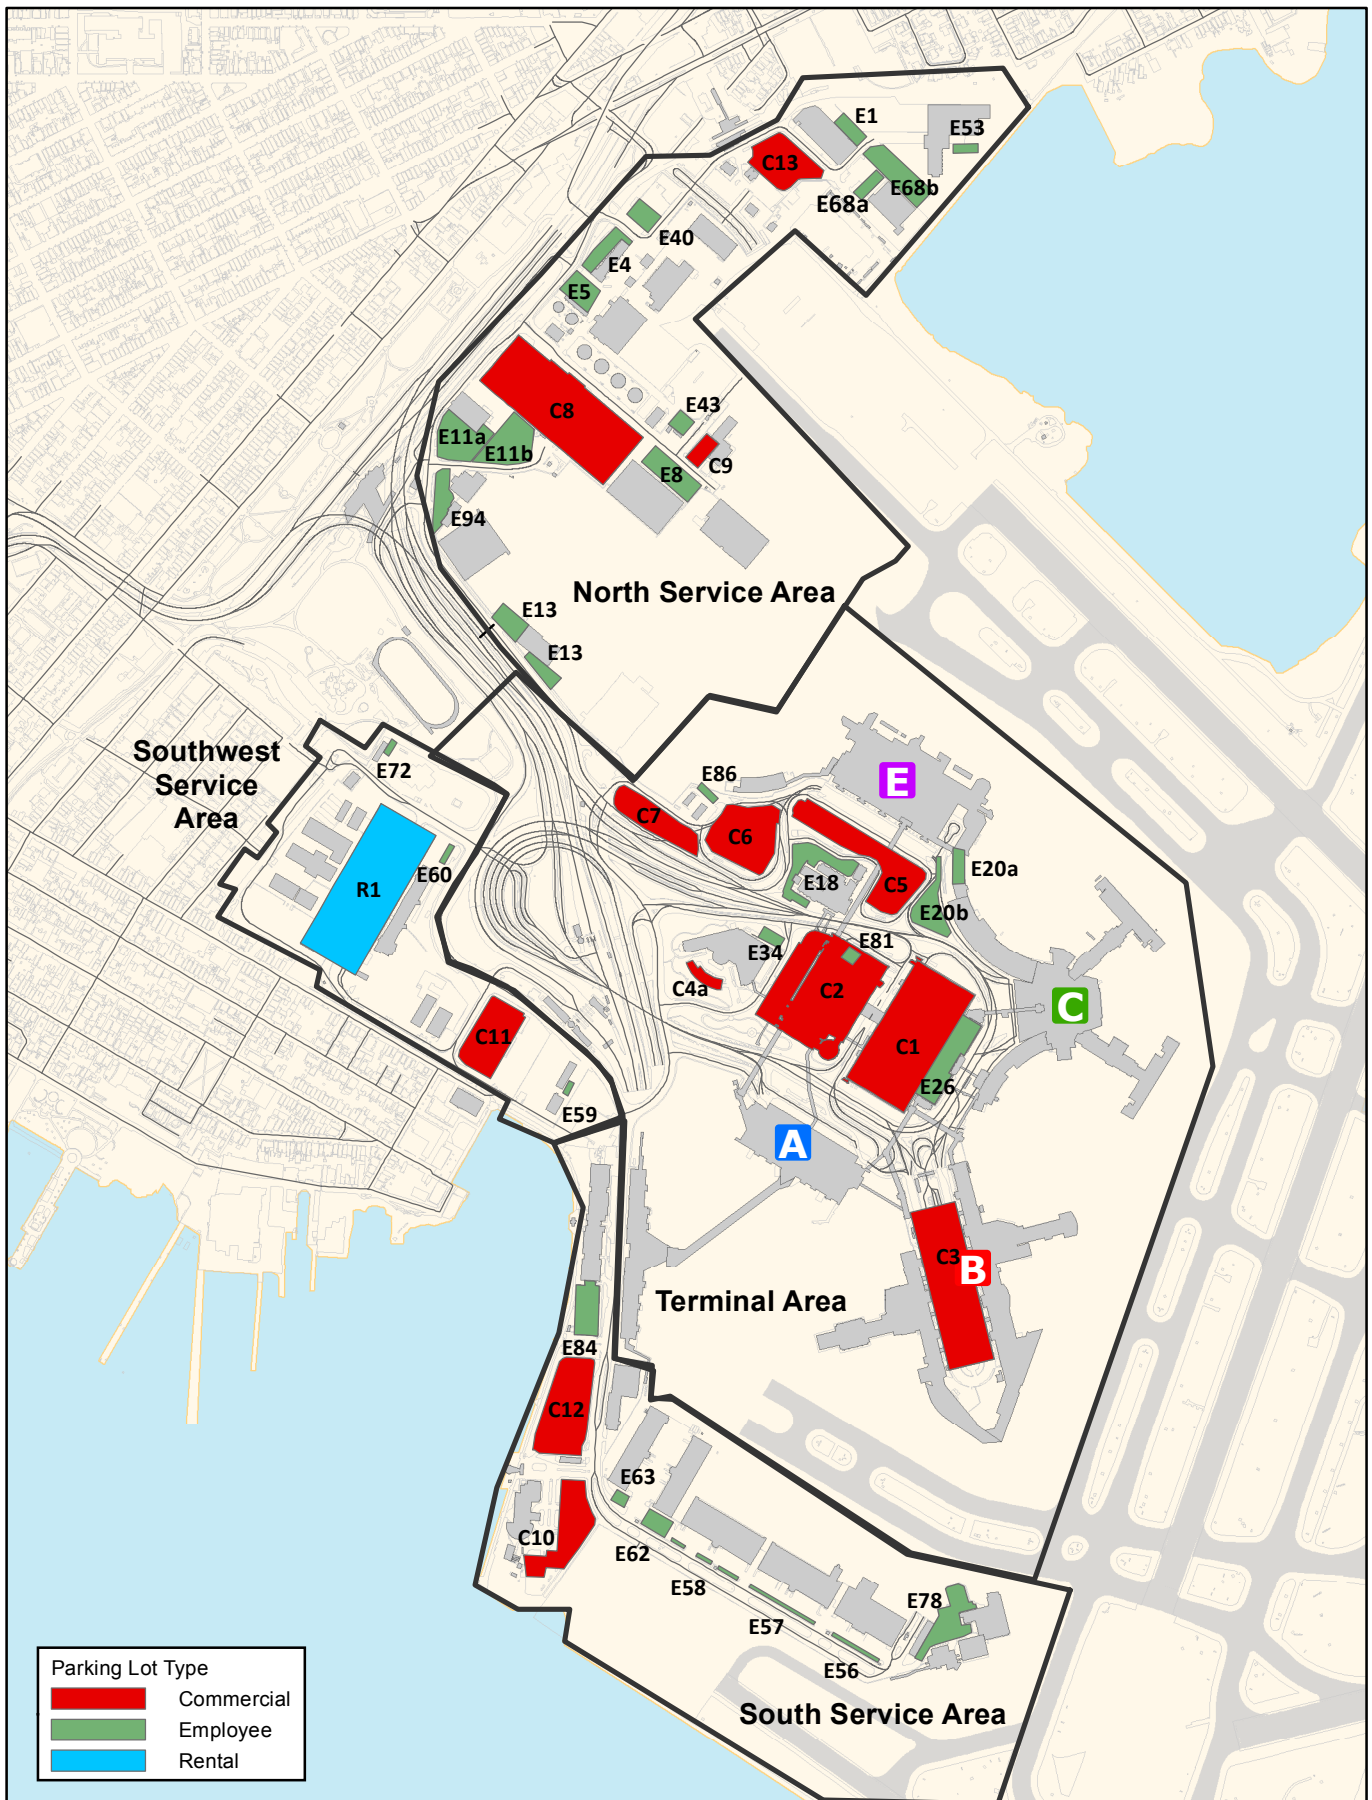 E1
E53
C13
E68b
E68a
E40
E4
E5
C8
E43
E11a
E11b
C9
E8
E94
North Service Area
E13
E13
Southwest
Service
Area
E72
E86
E
C7
C6
E60
R1
E18
C5
E20a
E20b
E34
E81
C4a
C2
C
C11
C1
E26
E59
A
C3
B
Terminal Area
E84
C12
E63
C10
E62
E58
E78
E57
E56
South Service Area
Parking Lot Type
Commercial
Employee
Rental